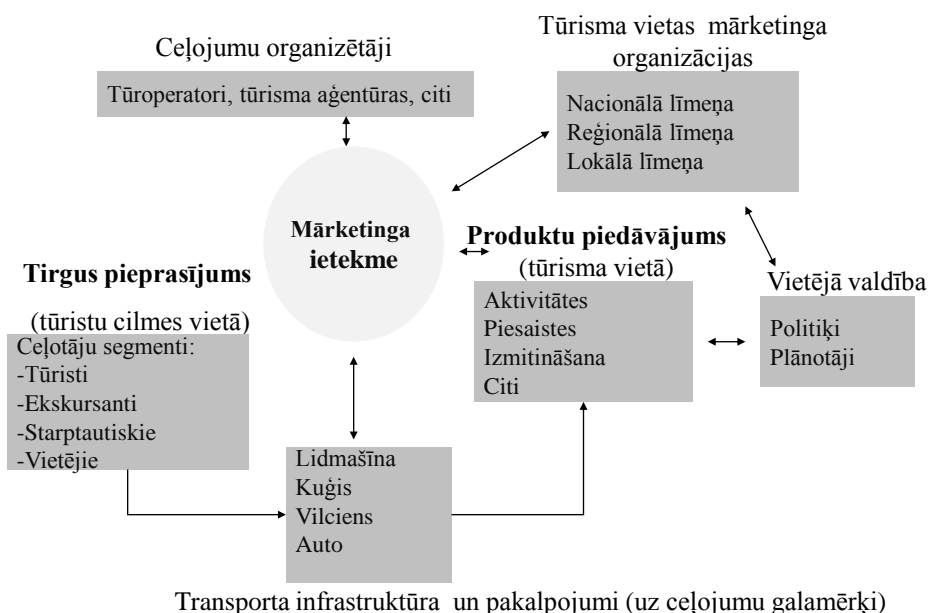 Ceļojumu organizētāji
Tūroperatori, tūrisma aģentūras, citi
Tūrisma vietas mārketinga
organizācijas
Nacionālā līmeņa
Reģionālā līmeņa
Lokālā līmeņa
Mārketinga
ietekme
Produktu piedāvājums
(tūrisma vietā)
Aktivitātes
Piesaistes
Izmitināšana
Citi
Vietējā valdība
Politiķi
Plānotāji
Tirgus pieprasījums
(tūristu cilmes vietā)
Ceļotāju segmenti:
-Tūristi
-Ekskursanti
-Starptautiskie
-Vietējie
Lidmašīna
Kuģis
Vilciens
Auto
Transporta infrastruktūra un pakalpojumi (uz ceļojumu galamērķi)